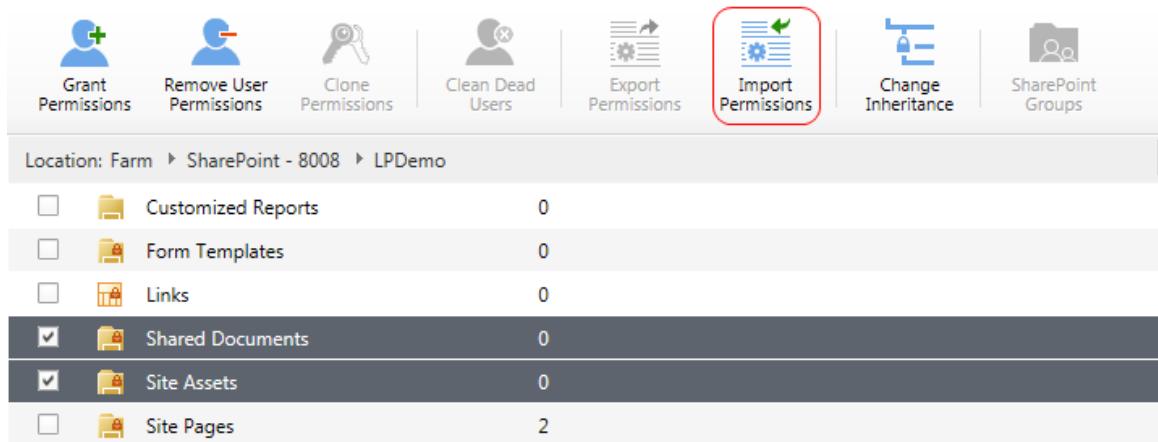 Grant Permissions
Remove User Permissions
Clone Permissions
Clean Dead Users
Export Permissions
Import Permissions
Change Inheritance
SharePoint Groups
Location: Farm SharePoint - 8008 LPDemo
Customized Reports 0
Form Templates 0
Links 0
Shared Documents 0
Site Assets 0
Site Pages 2